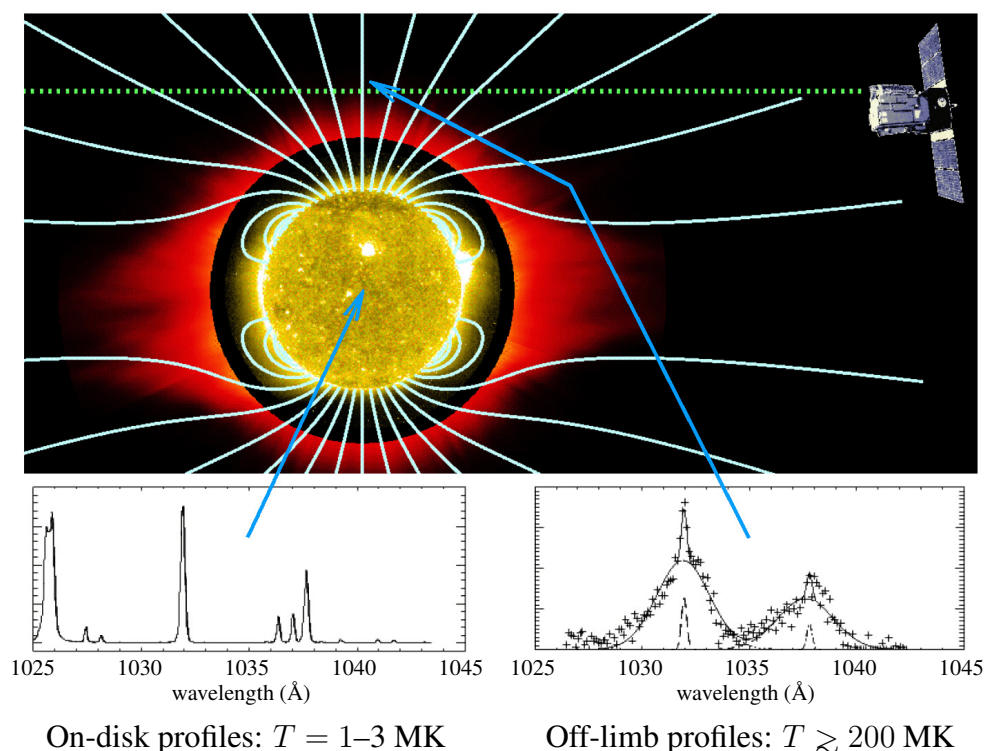 1025 1030 1035 1040 1045
wavelength (Å)
On-disk profiles: T = 1–3 MK
1025 1030 1035 1040 1045
wavelength (Å)
Off-limb profiles: T ≳ 200 MK